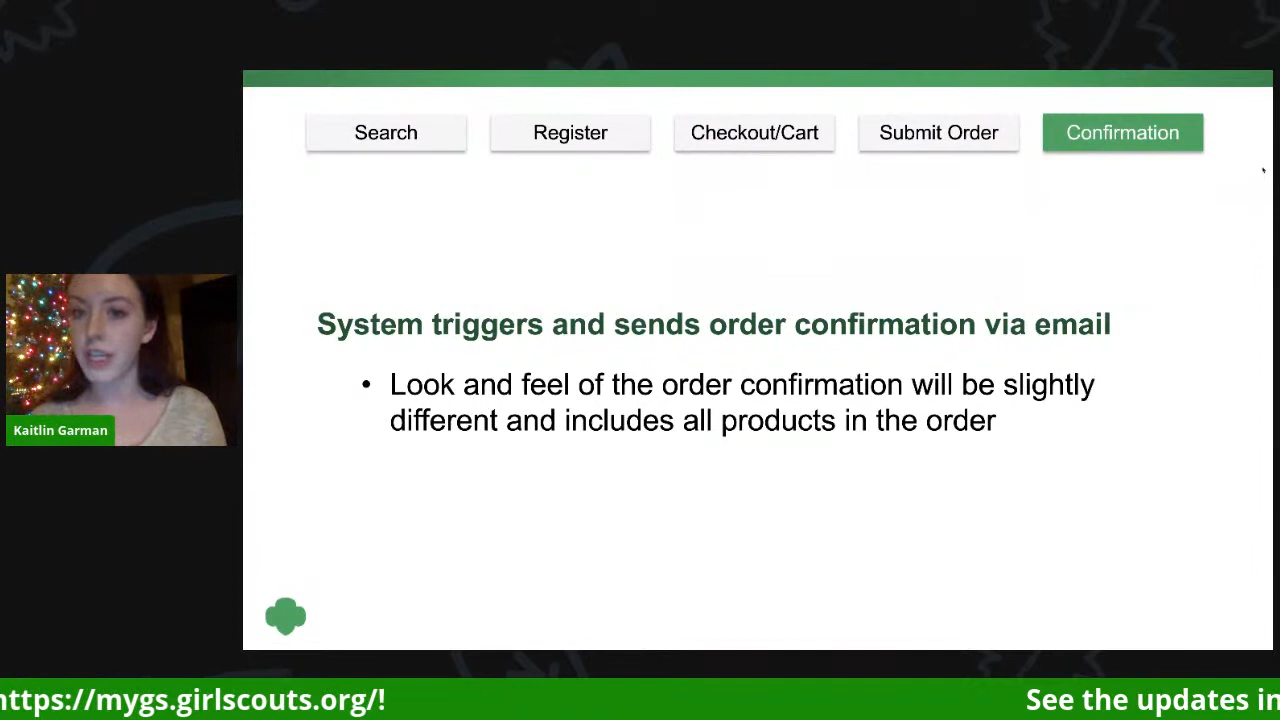 Search
Register
Checkout/Cart
Submit Order
Confirmation
System triggers and sends order confirmation via email
• Look and feel of the order confirmation will be slightly
different and includes all products in the order
Kaitlin Garman
https://mygs.girlscouts.org/!
See the updates in